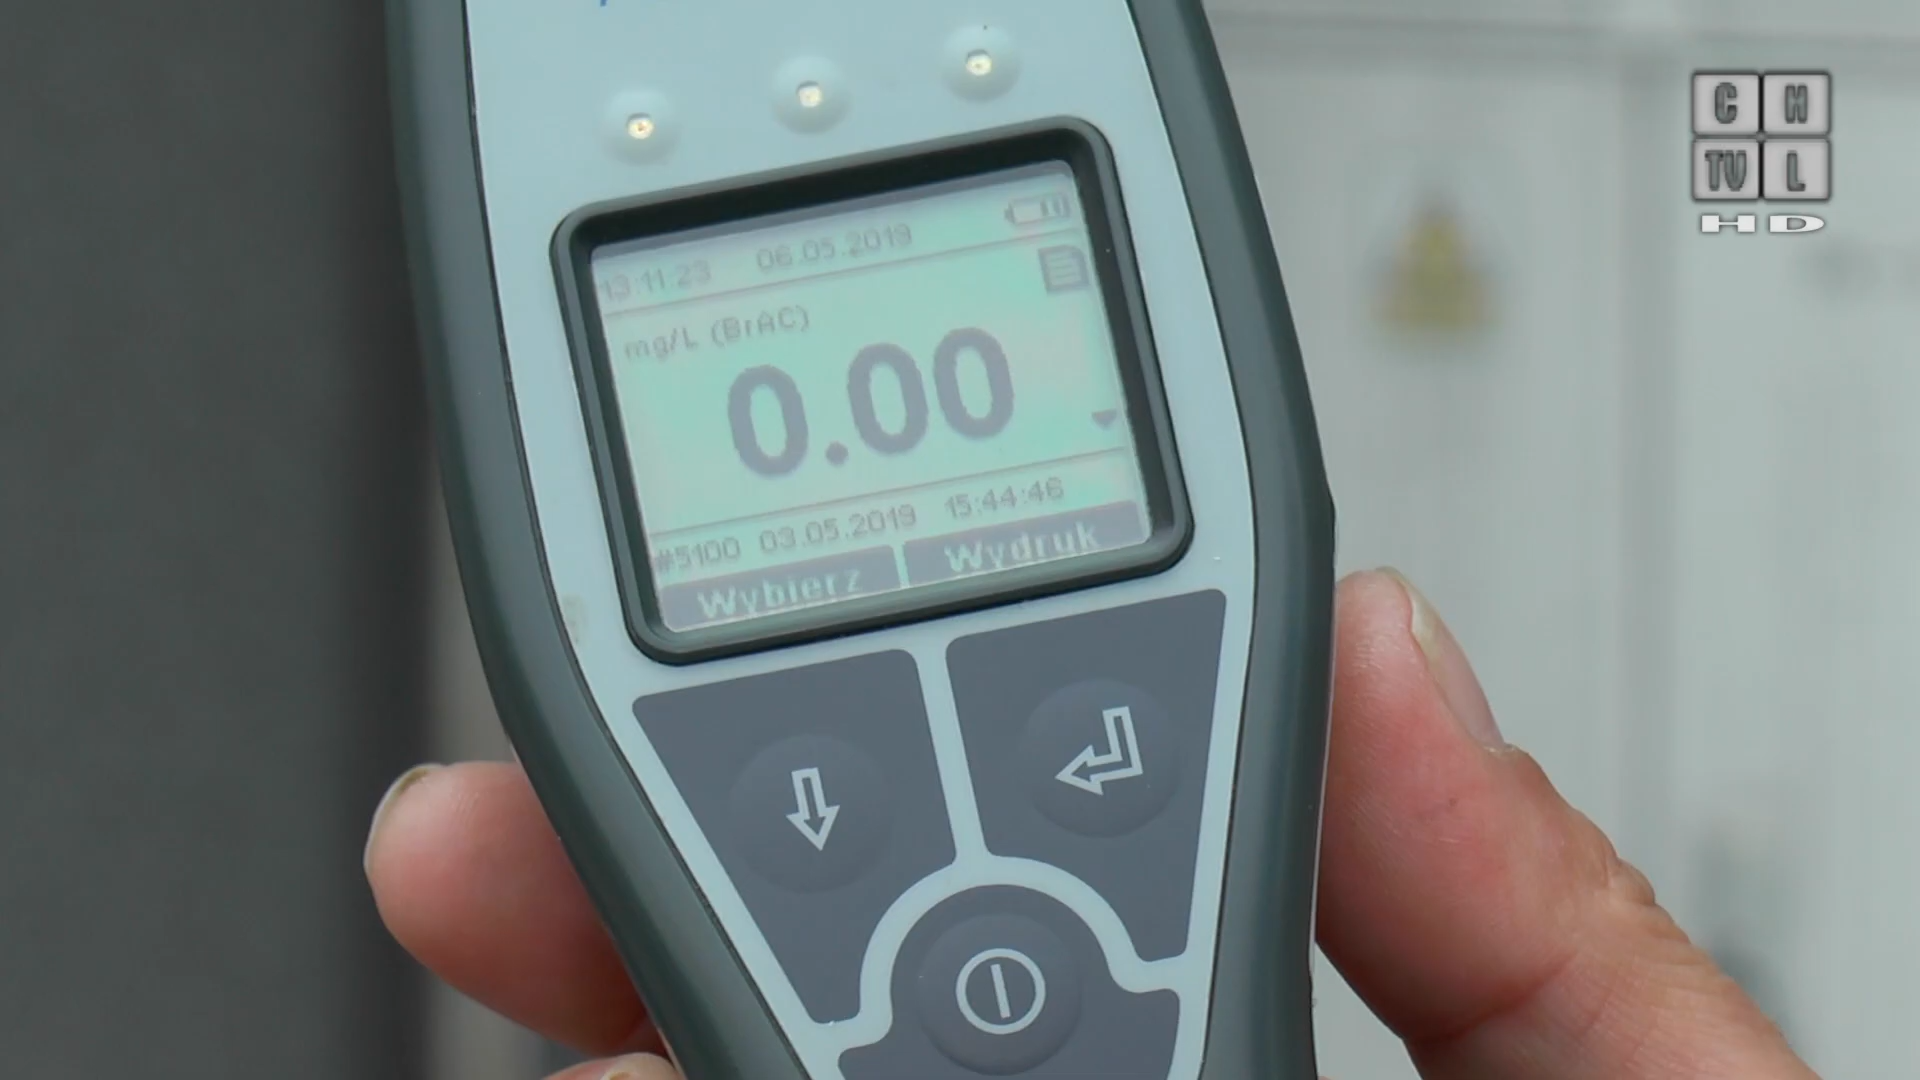 13:11:23 06.05.2019
mg/L (BrAC)
0.00
#5100 03.05.2019 15:44:46
Wybierz Wydruk
C H
TV L
HD